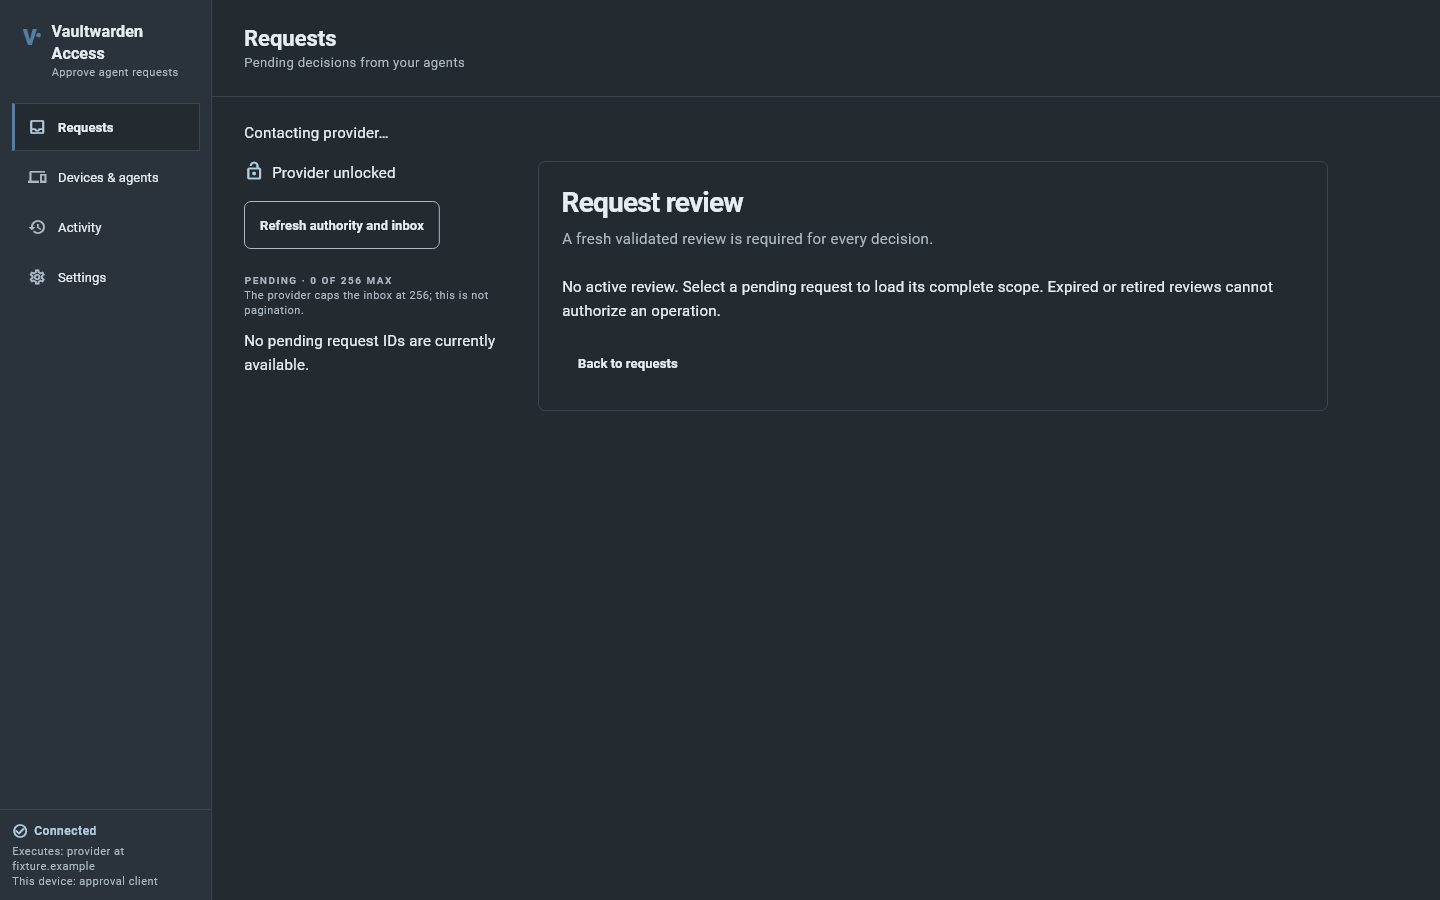 Vaultwarden
Access
Approve agent requests
Requests
Devices & agents
Activity
Settings
Connected
Executes: provider at
fixture.example
This device: approval client
Requests
Pending decisions from your agents
Contacting provider…
Provider unlocked
Refresh authority and inbox
PENDING · 0 OF 256 MAX
The provider caps the inbox at 256; this is not
pagination.
No pending request IDs are currently
available.
Request review
A fresh validated review is required for every decision.
No active review. Select a pending request to load its complete scope. Expired or retired reviews cannot
authorize an operation.
Back to requests